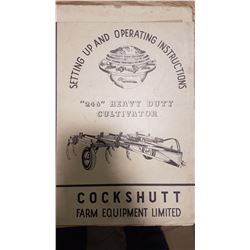 SETTING UP AND OPERATING INSTRUCTIONS
"246" HEAVY DUTY
CULTIVATOR
COCKSHUTT
FARM EQUIPMENT LIMITED